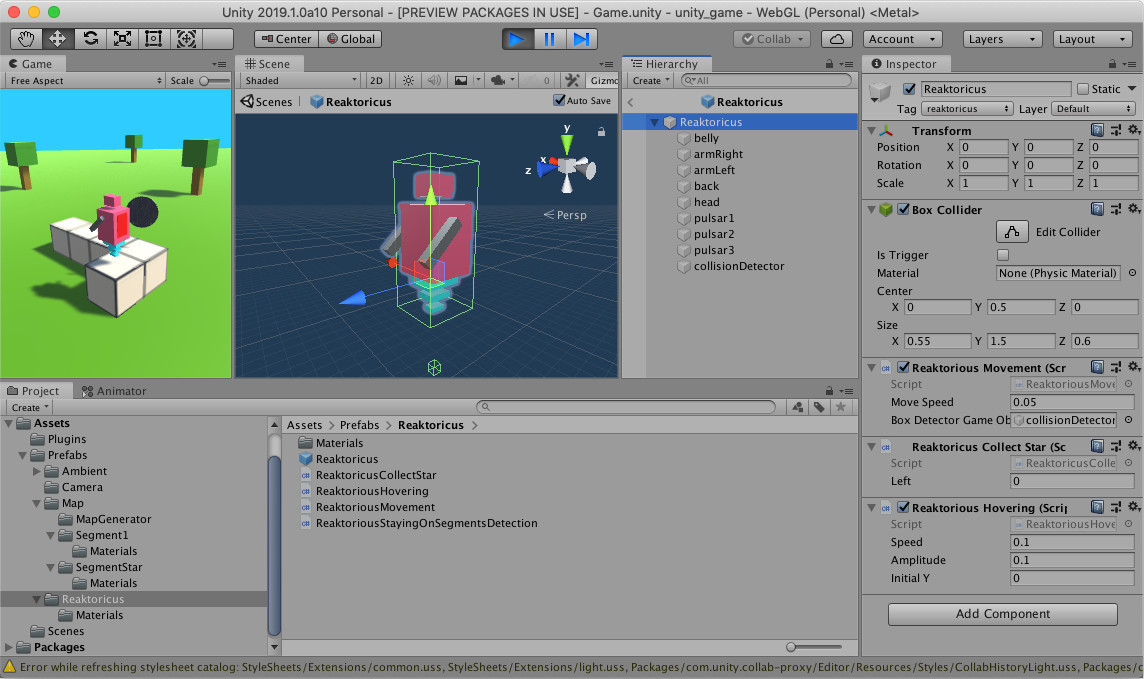 Unity 2019.1.0a10 Personal - [PREVIEW PACKAGES IN USE] - Game.unity - unity_game - WebGL (Personal) <Metal>
Center Global Collab Account Layers Layout
Game
Free Aspect Scale
Scene
Shaded 2D 0 Gizmo
Scenes Reaktoricus Auto Save
y
x
z
Persp
Hierarchy
Create All
Reaktoricus
Reaktoricus
belly
armRight
armLeft
back
head
pulsar1
pulsar2
pulsar3
collisionDetector
Inspector
Reaktoricus Static
Tag reaktoricus Layer Default
Transform
Position X 0 Y 0 Z 0
Rotation X 0 Y 0 Z 0
Scale X 1 Y 1 Z 1
Box Collider
Edit Collider
Is Trigger
Material None (Physic Material)
Center
X 0 Y 0.5 Z 0
Size
X 0.55 Y 1.5 Z 0.6
Reaktorious Movement (Scr
Script ReaktoriousMove
Move Speed 0.05
Box Detector Game Ob collisionDetector
Reaktoricus Collect Star (Sc
Script ReaktoricusColle
Left 0
Reaktorious Hovering (Scrip
Script ReaktoriousHove
Speed 0.1
Amplitude 0.1
Initial Y 0
Add Component
Project Animator
Create
Assets
Plugins
Prefabs
Ambient
Camera
Map
MapGenerator
Segment1
Materials
SegmentStar
Materials
Reaktoricus
Materials
Scenes
Packages
Assets Prefabs Reaktoricus
Materials
Reaktoricus
ReaktoricusCollectStar
ReaktoriousHovering
ReaktoriousMovement
ReaktoriousStayingOnSegmentsDetection
Error while refreshing stylesheet catalog: StyleSheets/Extensions/common.uss, StyleSheets/Extensions/light.uss, Packages/com.unity.collab-proxy/Editor/Resources/Styles/CollabHistoryLight.uss, Packages/c